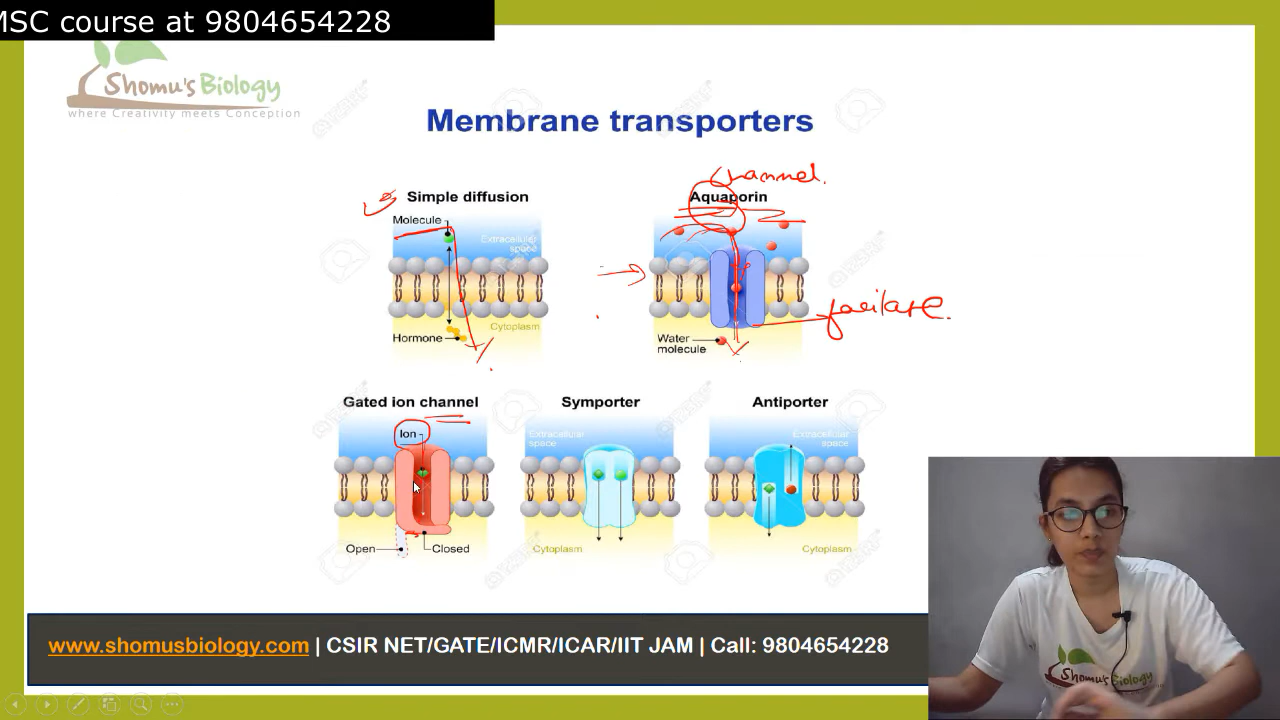 MSC course at 9804654228
Shomu's Biology
where Creativity meets Conception
Membrane transporters
channel.
Simple diffusion
Aquaporin
Molecule
Extracellular
space
Cytoplasm
Hormone
Water
molecule
Gated ion channel
Symporter
Antiporter
Ion
Extracellular
space
Extracellular
space
Open
Closed
Cytoplasm
Cytoplasm
www.shomusbiology.com | CSIR NET/GATE/ICMR/ICAR/IIT JAM | Call: 9804654228
Shomu's Biology